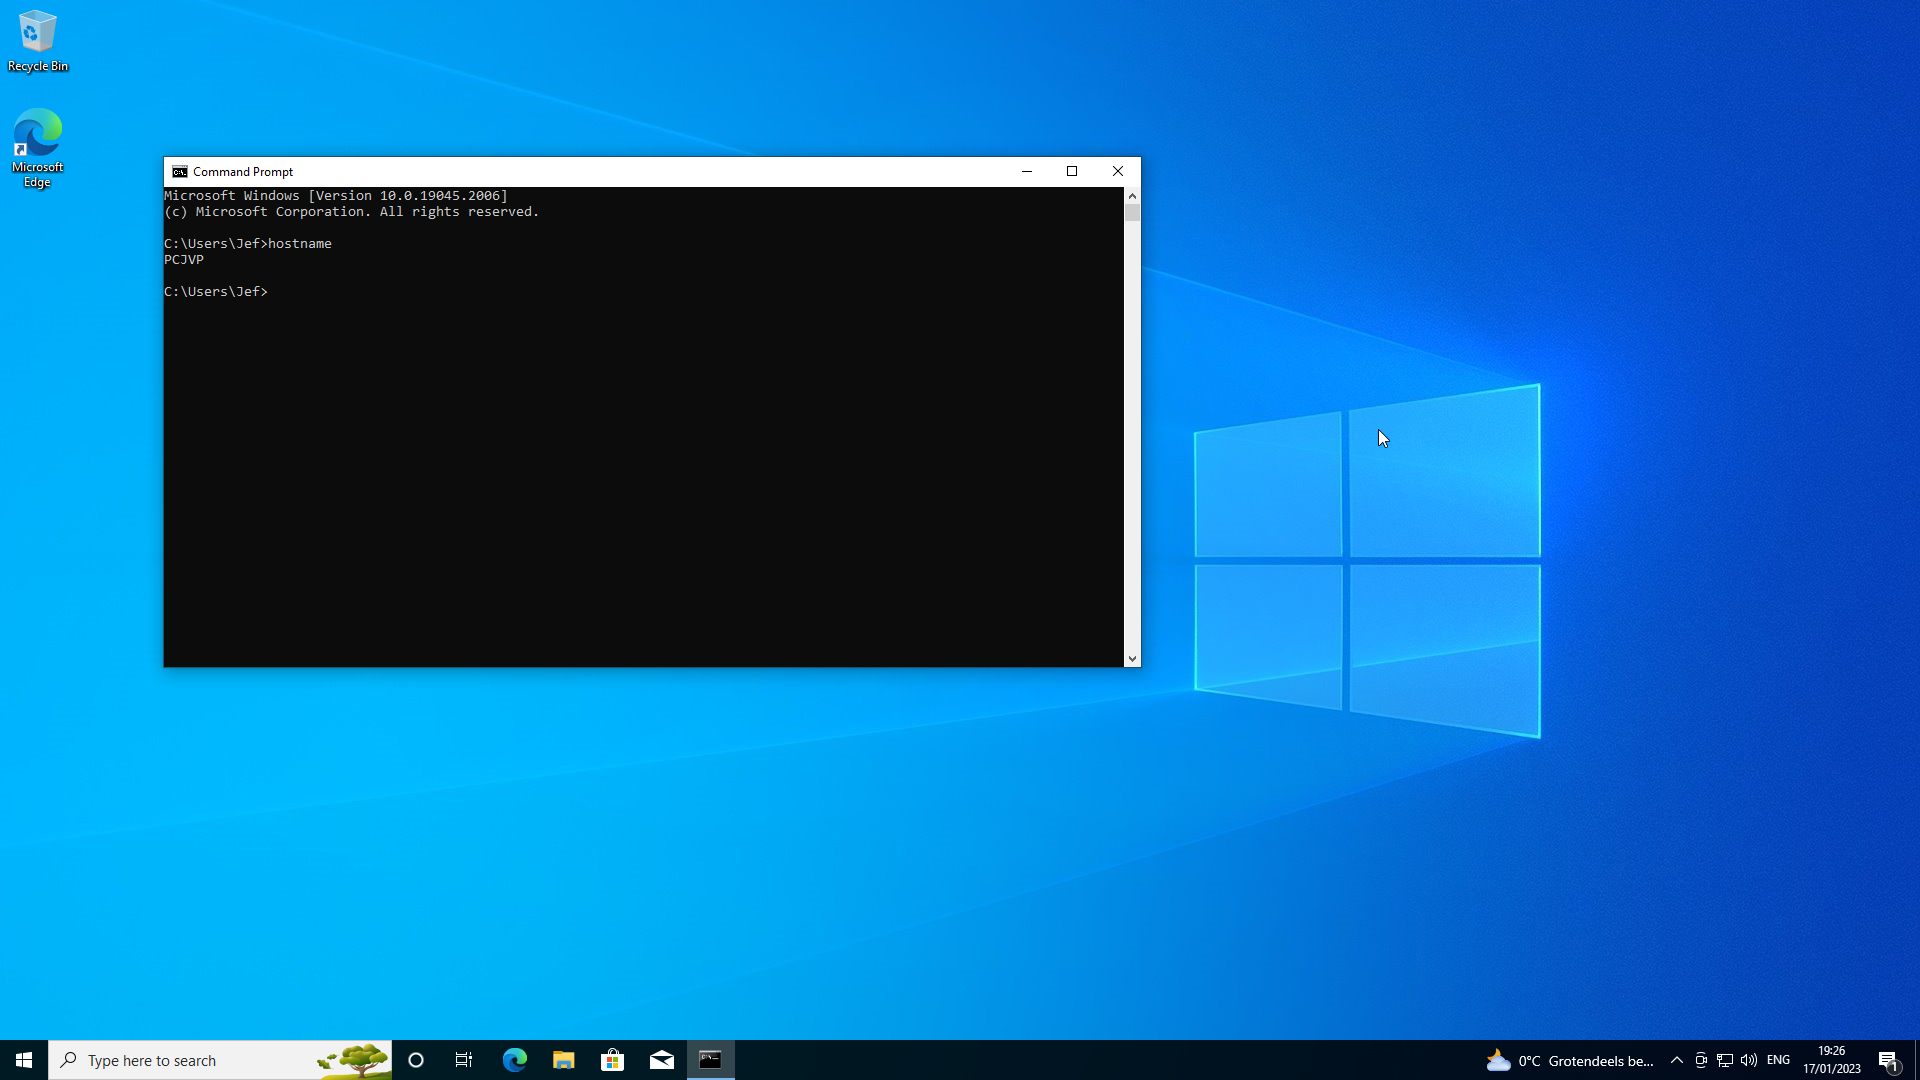 Recycle Bin
Microsoft
Edge
Command Prompt
Microsoft Windows [Version 10.0.19045.2006]
(c) Microsoft Corporation. All rights reserved.
C:\Users\Jef>hostname
PCJVP
C:\Users\Jef>
Type here to search
0°C Grotendeels be...
ENG
19:26
17/01/2023
1